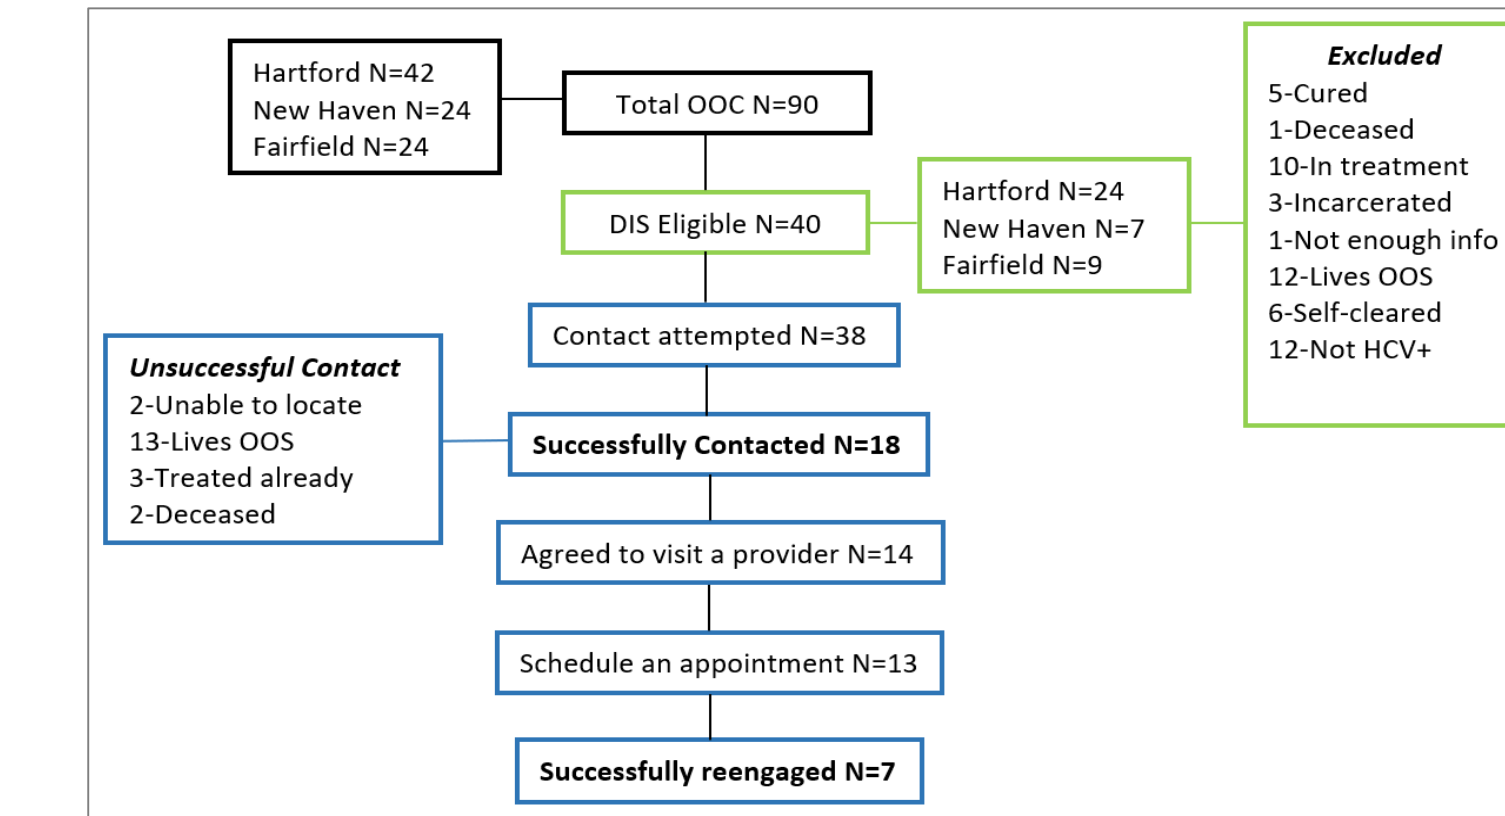 Hartford N=42
New Haven N=24
Fairfield N=24
Total OOC N=90
Excluded
5-Cured
1-Deceased
10-In treatment
3-Incarcerated
1-Not enough info
12-Lives OOS
6-Self-cleared
12-Not HCV+
Hartford N=24
New Haven N=7
Fairfield N=9
DIS Eligible N=40
Contact attempted N=38
Unsuccessful Contact
2-Unable to locate
13-Lives OOS
3-Treated already
2-Deceased
Successfully Contacted N=18
Agreed to visit a provider N=14
Schedule an appointment N=13
Successfully reengaged N=7